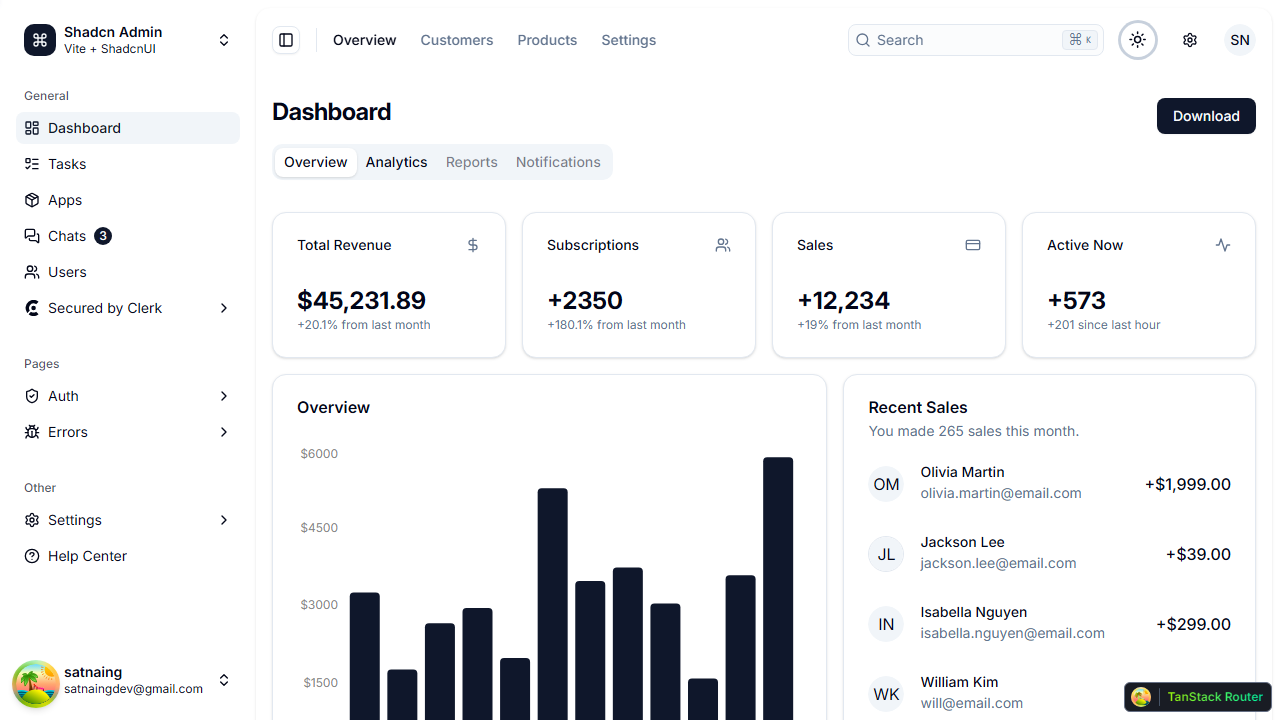 Shadcn Admin
Vite + ShadcnUI
General
Dashboard
Tasks
Apps
Chats 3
Users
Secured by Clerk
Pages
Auth
Errors
Other
Settings
Help Center
satnaing
satnaingdev@gmail.com
Overview Customers Products Settings
Search ⌘ K
SN
Dashboard
Download
Overview Analytics Reports Notifications
Total Revenue
$45,231.89
+20.1% from last month
Subscriptions
+2350
+180.1% from last month
Sales
+12,234
+19% from last month
Active Now
+573
+201 since last hour
Overview
$6000
$4500
$3000
$1500
Recent Sales
You made 265 sales this month.
OM
Olivia Martin
olivia.martin@email.com
+$1,999.00
JL
Jackson Lee
jackson.lee@email.com
+$39.00
IN
Isabella Nguyen
isabella.nguyen@email.com
+$299.00
WK
William Kim
will@email.com
TanStack Router